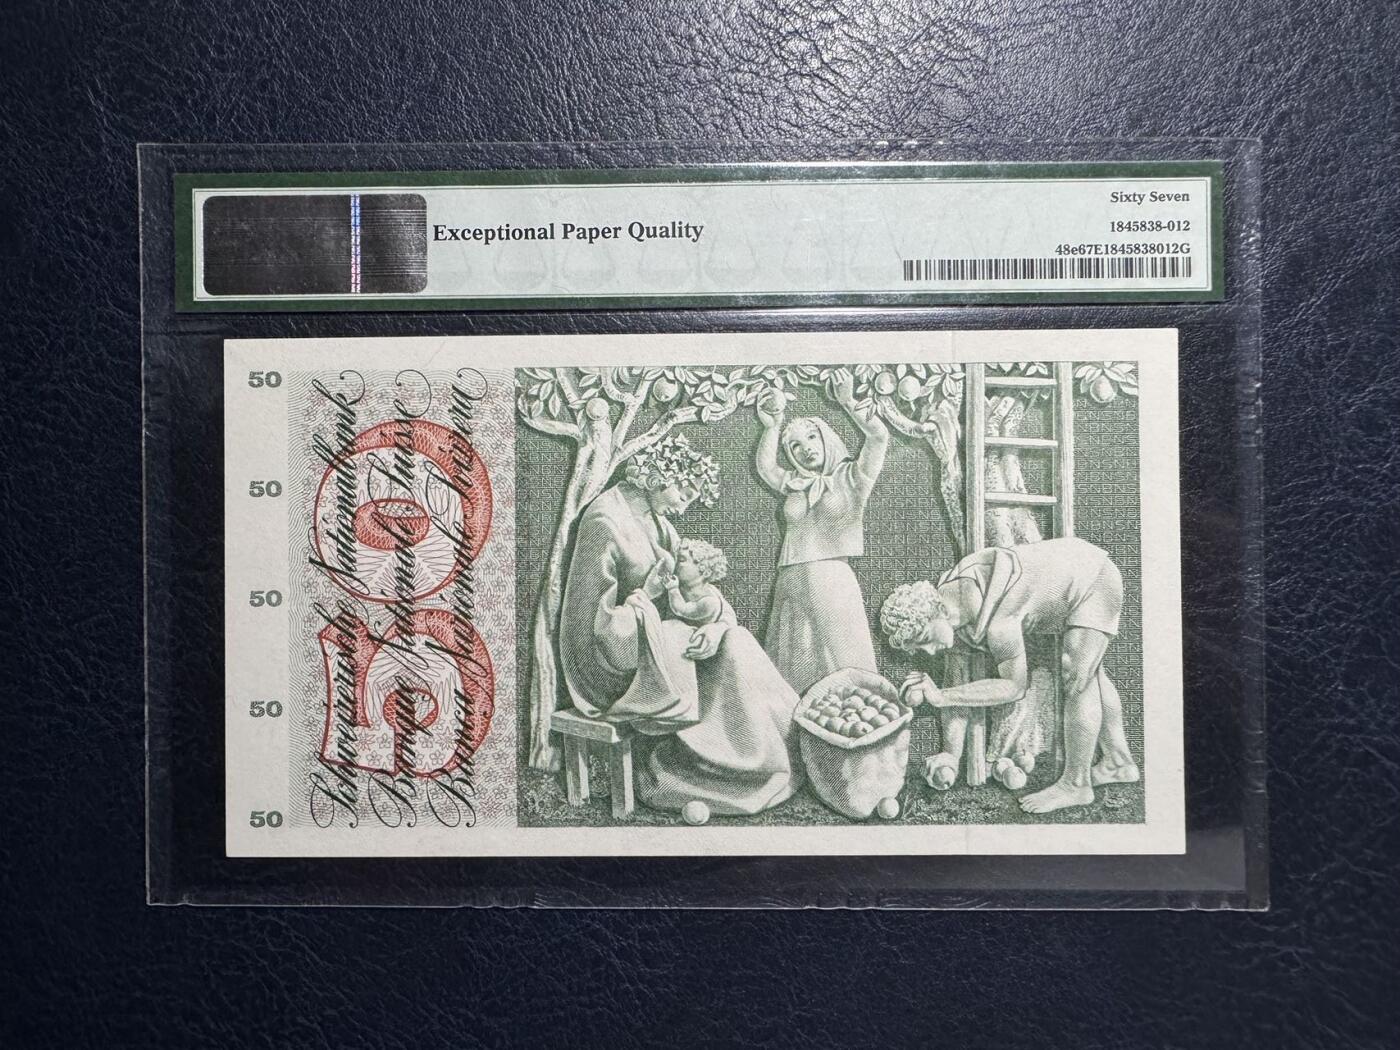 Sixty Seven
Exceptional Paper Quality
1845838-012
48e67E1845838012G
50
50
50
50
50
50
Schweizerische Nationalbank
Banque Nationale Suisse
Banca Nazionale Svizzera